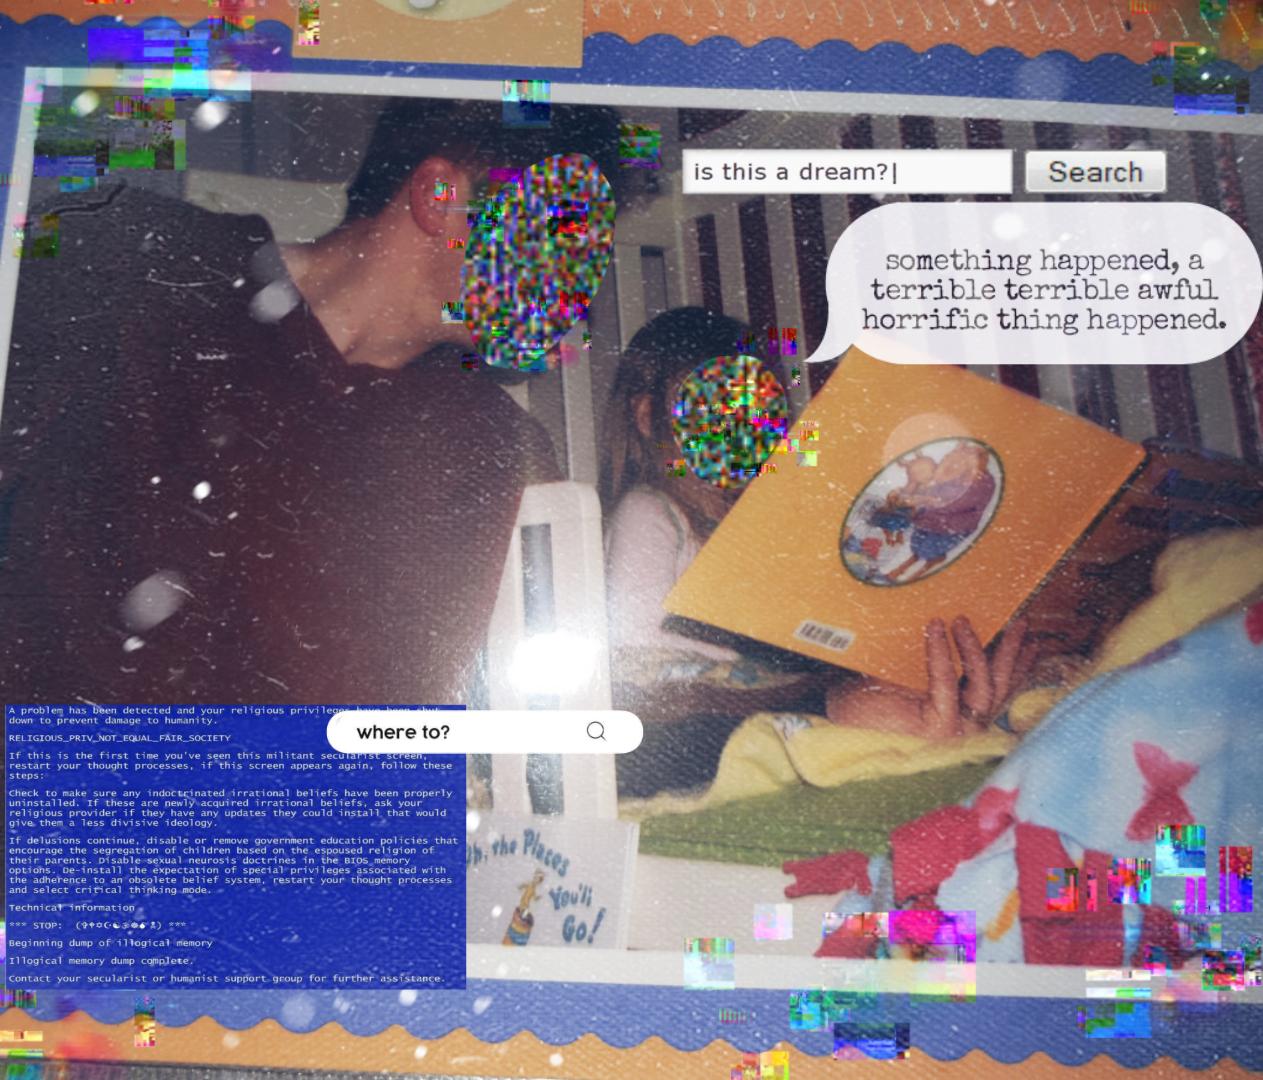 is this a dream?|
Search
something happened, a
terrible terrible awful
horrific thing happened.
where to?
A problem has been detected and your religious privileges have been shut
down to prevent damage to humanity.
RELIGIOUS_PRIV_NOT_EQUAL_FAIR_SOCIETY
If this is the first time you've seen this militant secularist screen,
restart your thought processes, if this screen appears again, follow these
steps:
Check to make sure any indoctrinated irrational beliefs have been properly
uninstalled. If these are newly acquired irrational beliefs, ask your
religious provider if they have any updates they could install that would
give them a less divisive ideology.
If delusions continue, disable or remove government education policies that
encourage the segregation of children based on the espoused religion of
their parents. Disable sexual neurosis doctrines in the BIOS memory
options. De-install the expectation of special privileges associated with
the adherence to an obsolete belief system, restart your thought processes
and select critical thinking mode.
Technical information
*** STOP: ( ) ***
Beginning dump of illogical memory
Illogical memory dump complete.
Contact your secularist or humanist support group for further assistance.
Oh, the Places
You'll
Go!